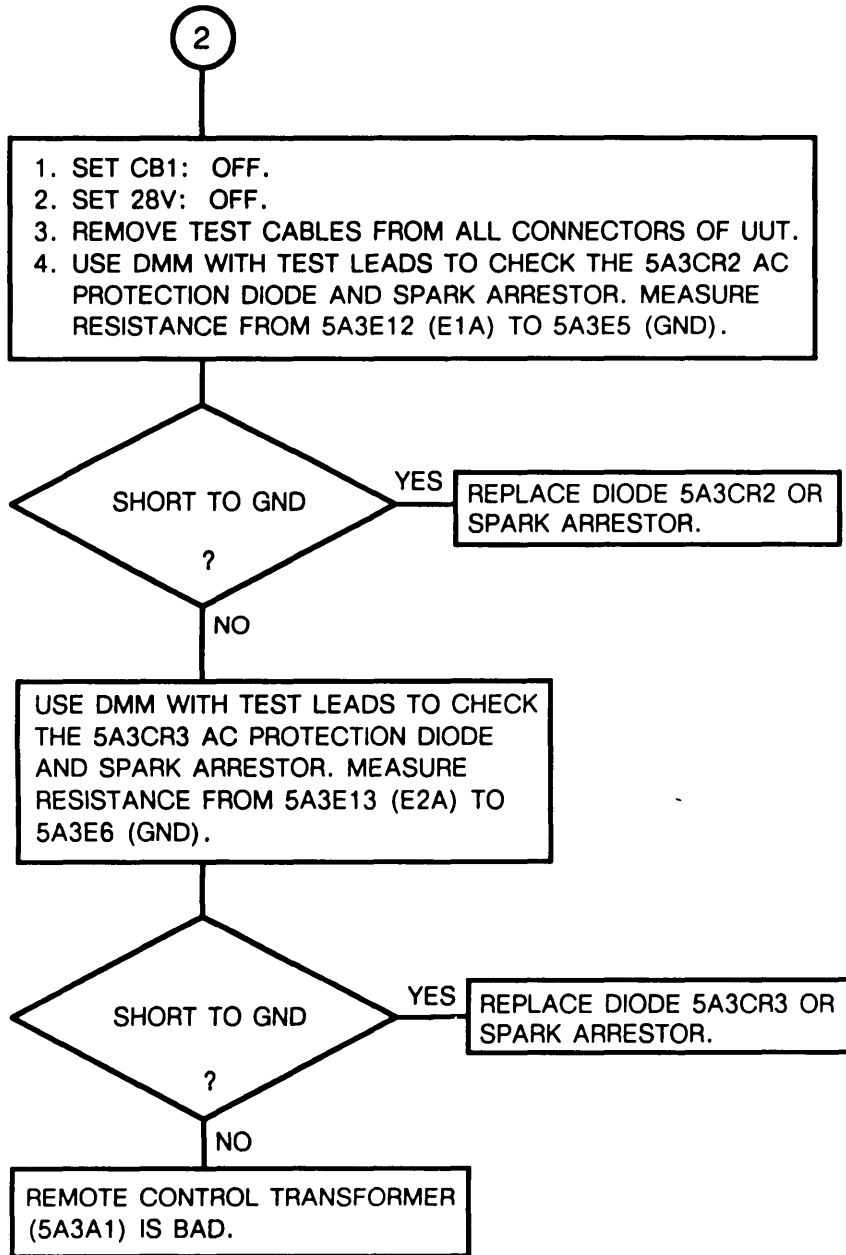 2
1. SET CB1: OFF.
2. SET 28V: OFF.
3. REMOVE TEST CABLES FROM ALL CONNECTORS OF UUT.
4. USE DMM WITH TEST LEADS TO CHECK THE 5A3CR2 AC
PROTECTION DIODE AND SPARK ARRESTOR. MEASURE
RESISTANCE FROM 5A3E12 (E1A) TO 5A3E5 (GND).
SHORT TO GND
?
YES
REPLACE DIODE 5A3CR2 OR
SPARK ARRESTOR.
NO
USE DMM WITH TEST LEADS TO CHECK
THE 5A3CR3 AC PROTECTION DIODE
AND SPARK ARRESTOR. MEASURE
RESISTANCE FROM 5A3E13 (E2A) TO
5A3E6 (GND).
SHORT TO GND
?
YES
REPLACE DIODE 5A3CR3 OR
SPARK ARRESTOR.
NO
REMOTE CONTROL TRANSFORMER
(5A3A1) IS BAD.